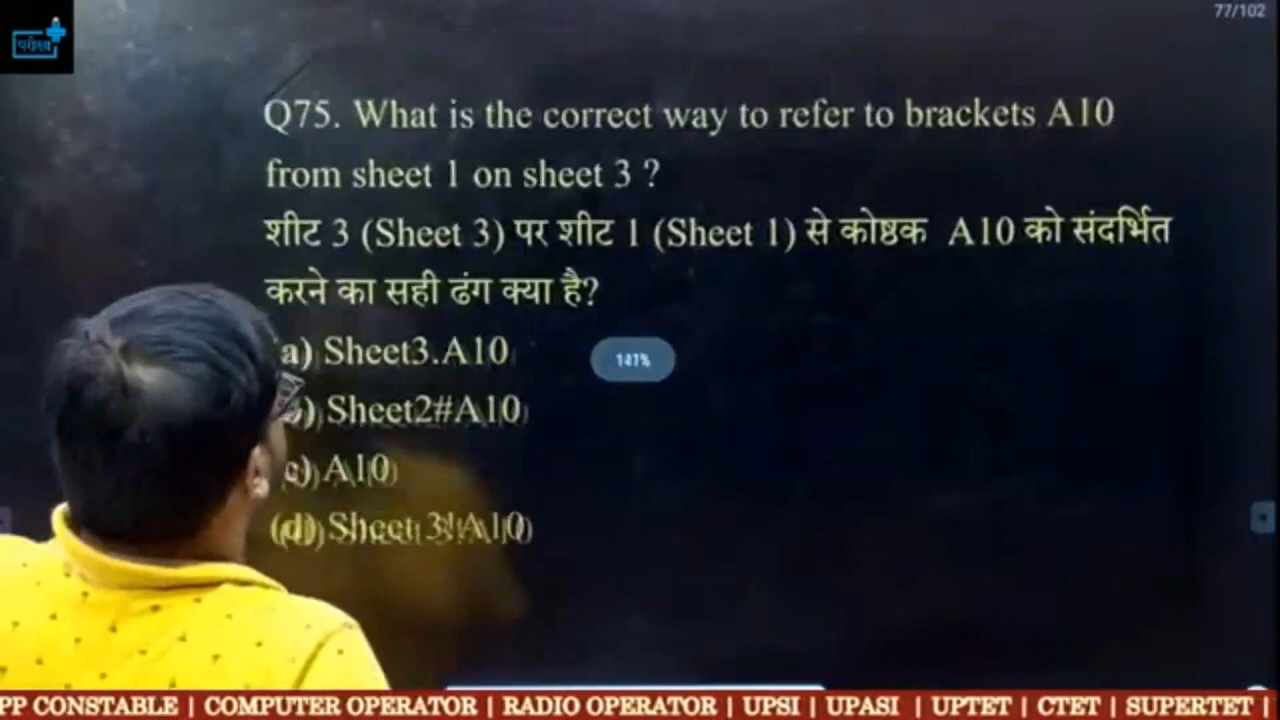 77/102
परीक्षा
Q75. What is the correct way to refer to brackets A10
from sheet 1 on sheet 3 ?
शीट 3 (Sheet 3) पर शीट 1 (Sheet 1) से कोष्ठक A10 को संदर्भित
करने का सही ढंग क्या है?
a) Sheet3.A10
b) Sheet2#A10
c) A10
(d) Sheet 3!A10
PP CONSTABLE | COMPUTER OPERATOR | RADIO OPERATOR | UPSI | UPASI | UPTET | CTET | SUPERTET |